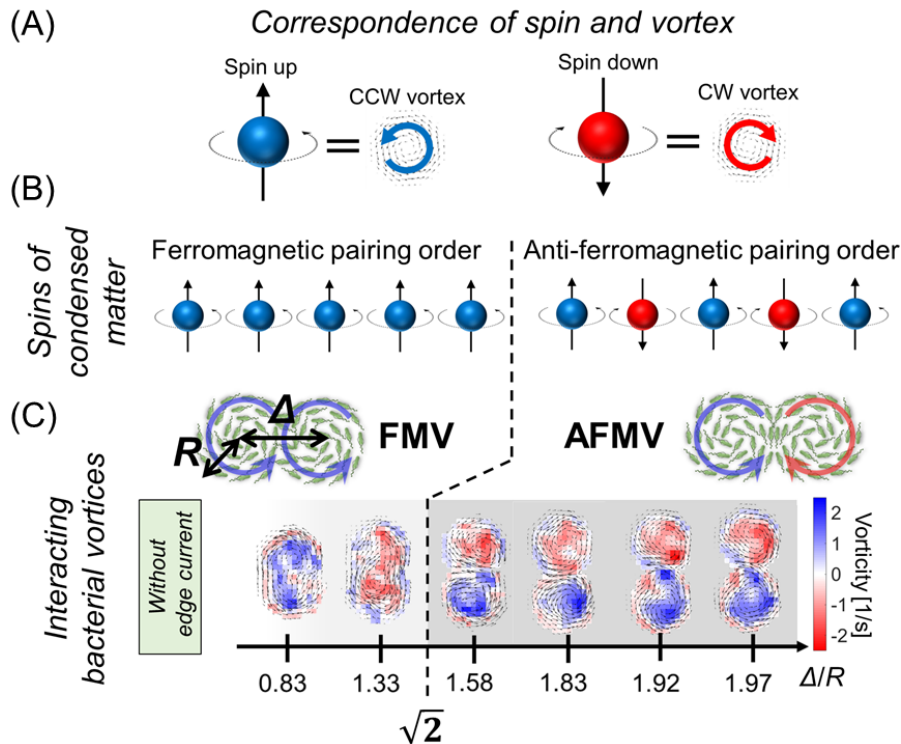 (A)
Correspondence of spin and vortex
Spin up
CCW vortex
=
Spin down
CW vortex
=
(B)
Spins of
condensed
matter
Ferromagnetic pairing order
Anti-ferromagnetic pairing order
(C)
Δ
R
FMV
AFMV
Interacting
bacterial vortices
Without
edge current
2
1
0
-1
-2
Vorticity [1/s]
0.83
1.33
1.58
1.83
1.92
1.97
Δ/R
√2